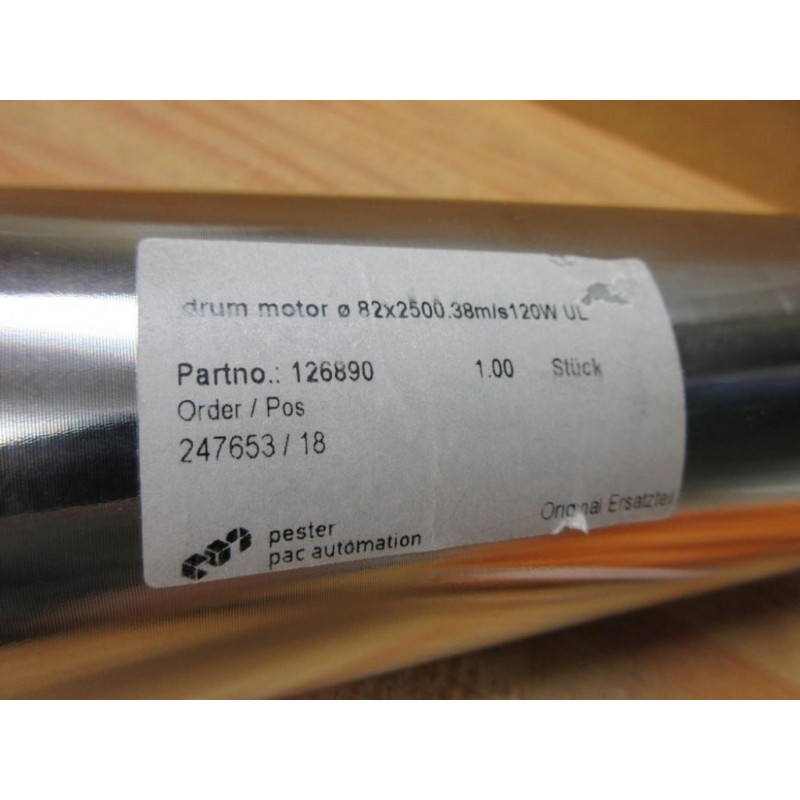 drum motor ø 82x2500.38m/s120W UL
Partno.: 126890 1.00 Stück
Order / Pos
247653 / 18
Original Ersatzteil
pester
pac automation